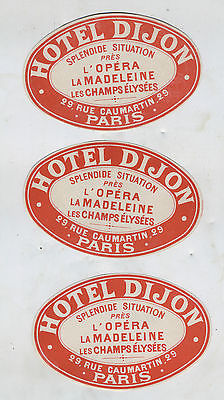 HOTEL DIJON
SPLENDIDE SITUATION
PRÈS
L'OPÉRA
LA MADELEINE
LES CHAMPS ÉLYSÉES
29 RUE CAUMARTIN, 29
PARIS
HOTEL DIJON
SPLENDIDE SITUATION
PRÈS
L'OPÉRA
LA MADELEINE
LES CHAMPS ÉLYSÉES
29, RUE CAUMARTIN, 29
PARIS
HOTEL DIJON
SPLENDIDE SITUATION
PRÈS
L'OPÉRA
LA MADELEINE
LES CHAMPS ÉLYSÉES
29, RUE CAUMARTIN, 29
PARIS